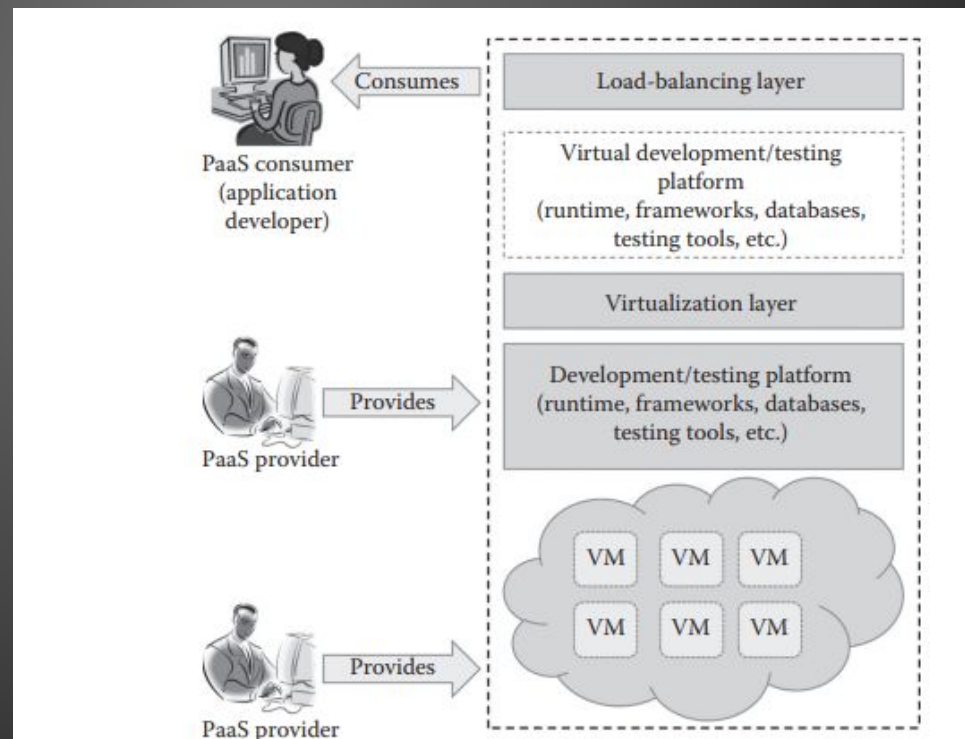 Consumes
PaaS consumer
(application
developer)
Load-balancing layer
Virtual development/testing
platform
(runtime, frameworks, databases,
testing tools, etc.)
Virtualization layer
Provides
PaaS provider
Development/testing platform
(runtime, frameworks, databases,
testing tools, etc.)
VM VM VM
VM VM VM
Provides
PaaS provider